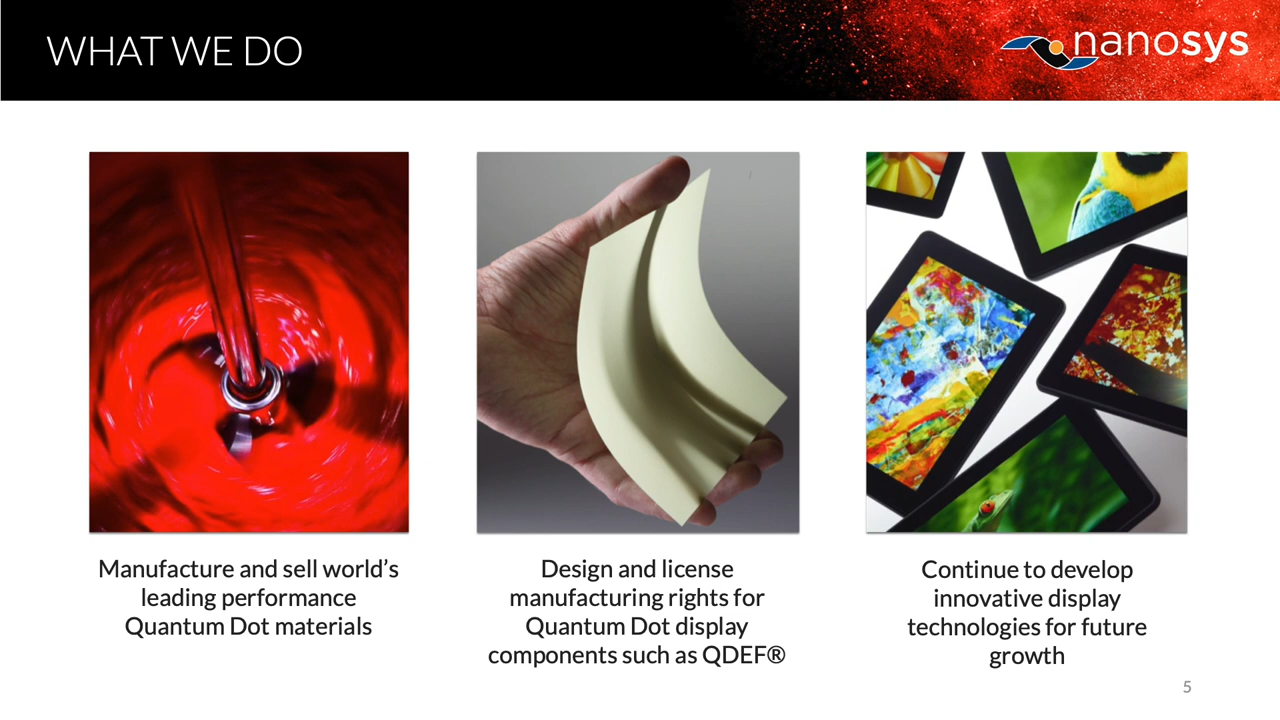 WHAT WE DO
nanosys
Manufacture and sell world’s
leading performance
Quantum Dot materials
Design and license
manufacturing rights for
Quantum Dot display
components such as QDEF®
Continue to develop
innovative display
technologies for future
growth
5